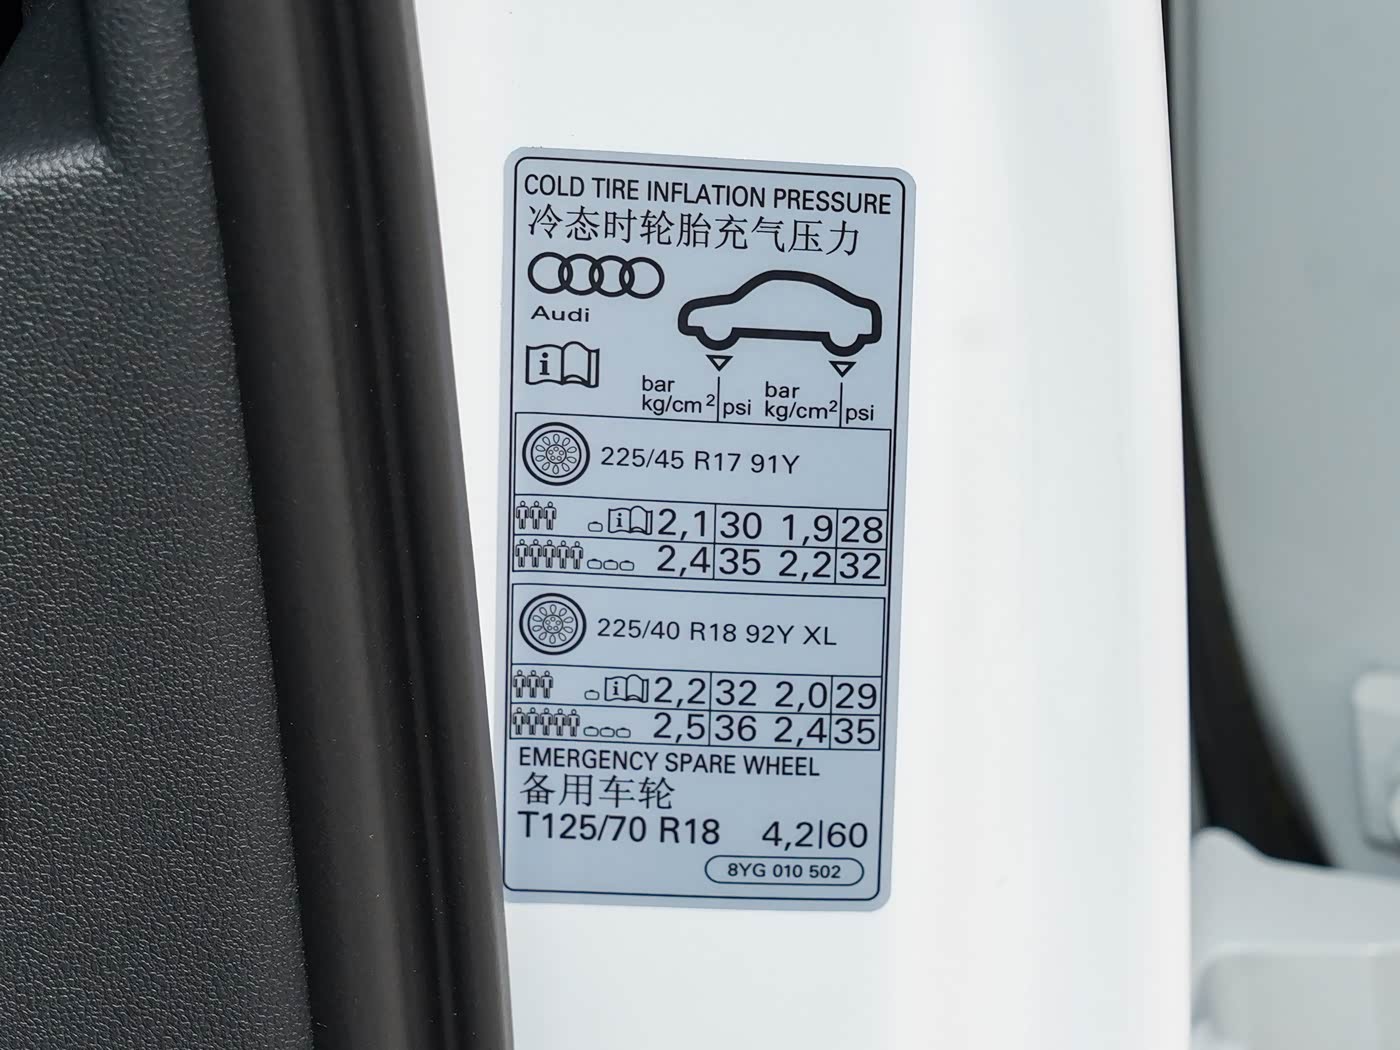 COLD TIRE INFLATION PRESSURE
冷态时轮胎充气压力
Audi
i
bar bar
kg/cm² psi kg/cm² psi
225/45 R17 91Y
i 2,1 30 1,9 28
2,4 35 2,2 32
225/40 R18 92Y XL
i 2,2 32 2,0 29
2,5 36 2,4 35
EMERGENCY SPARE WHEEL
备用车轮
T125/70 R18 4,2|60
8YG 010 502